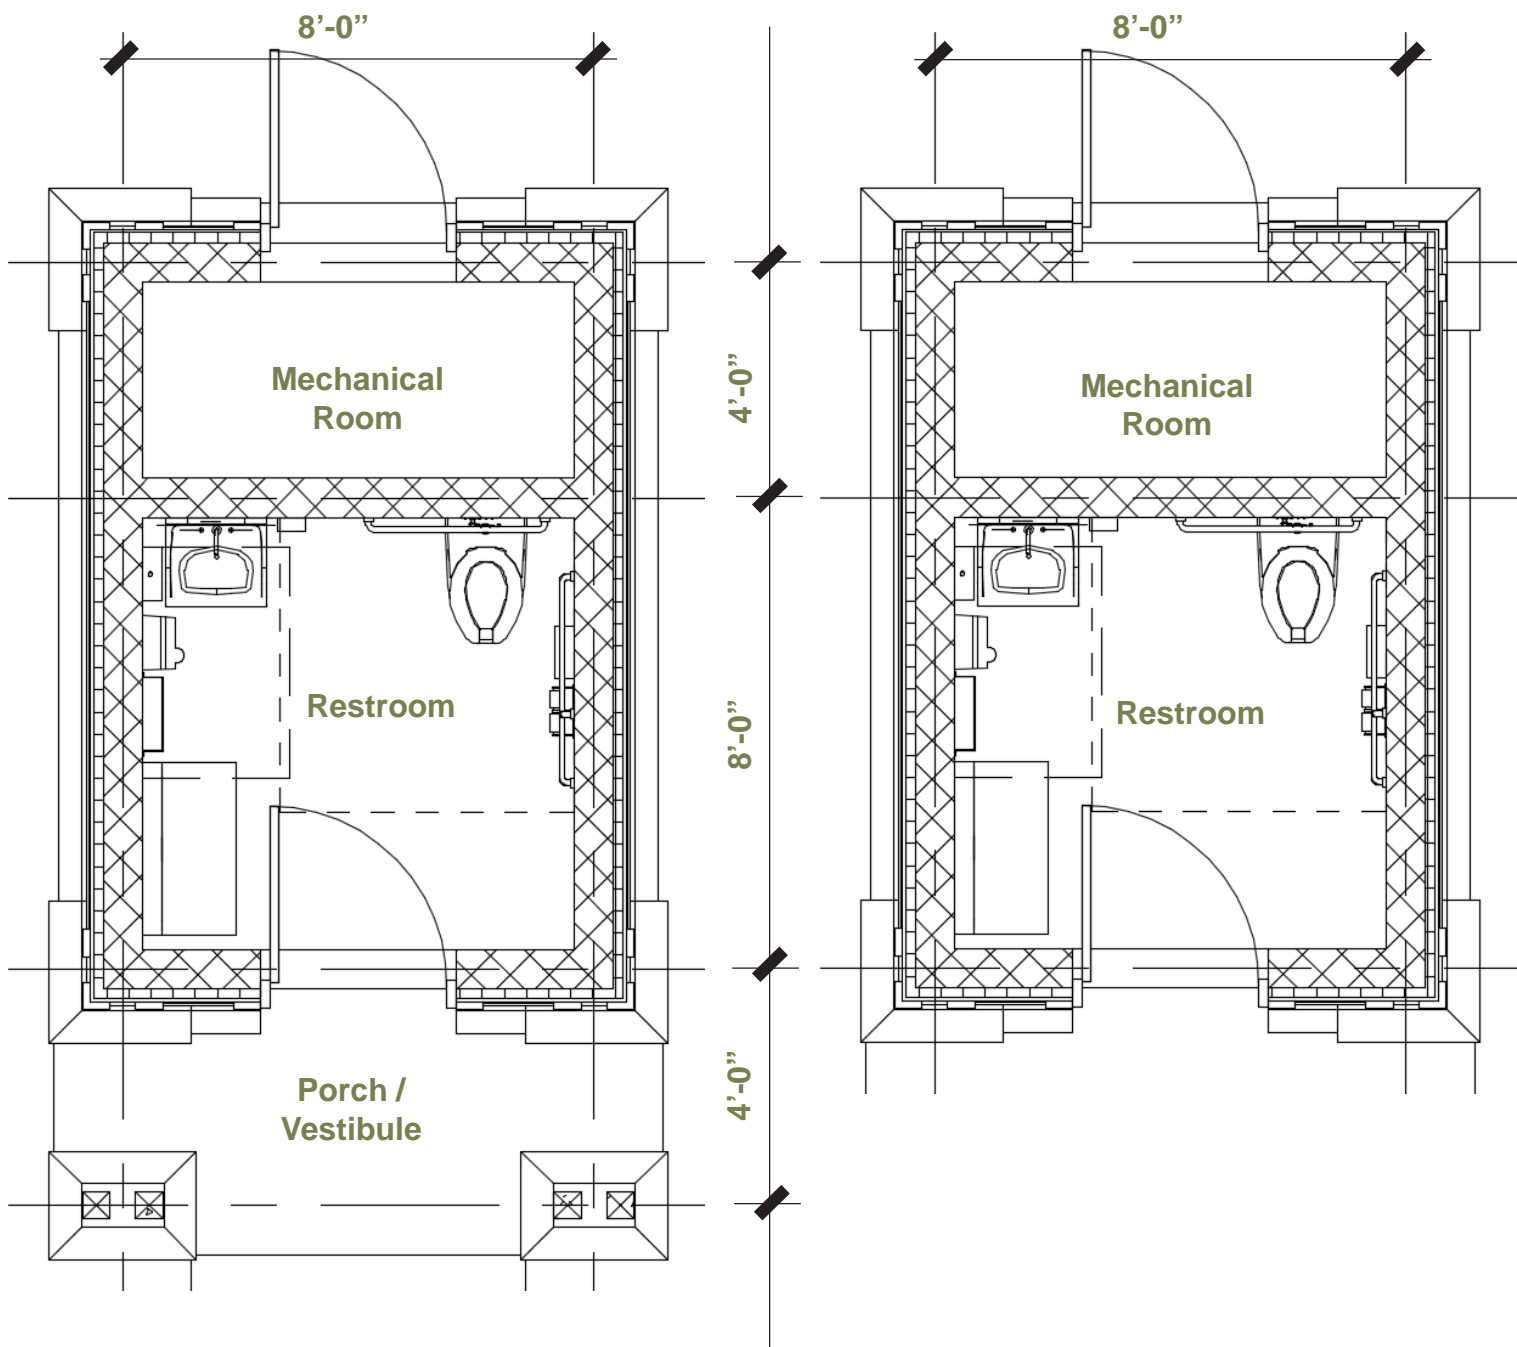 8’-0”
8’-0”
Mechanical
Room
4’-0”
Mechanical
Room
Restroom
8’-0”
Restroom
Porch /
Vestibule
4’-0”